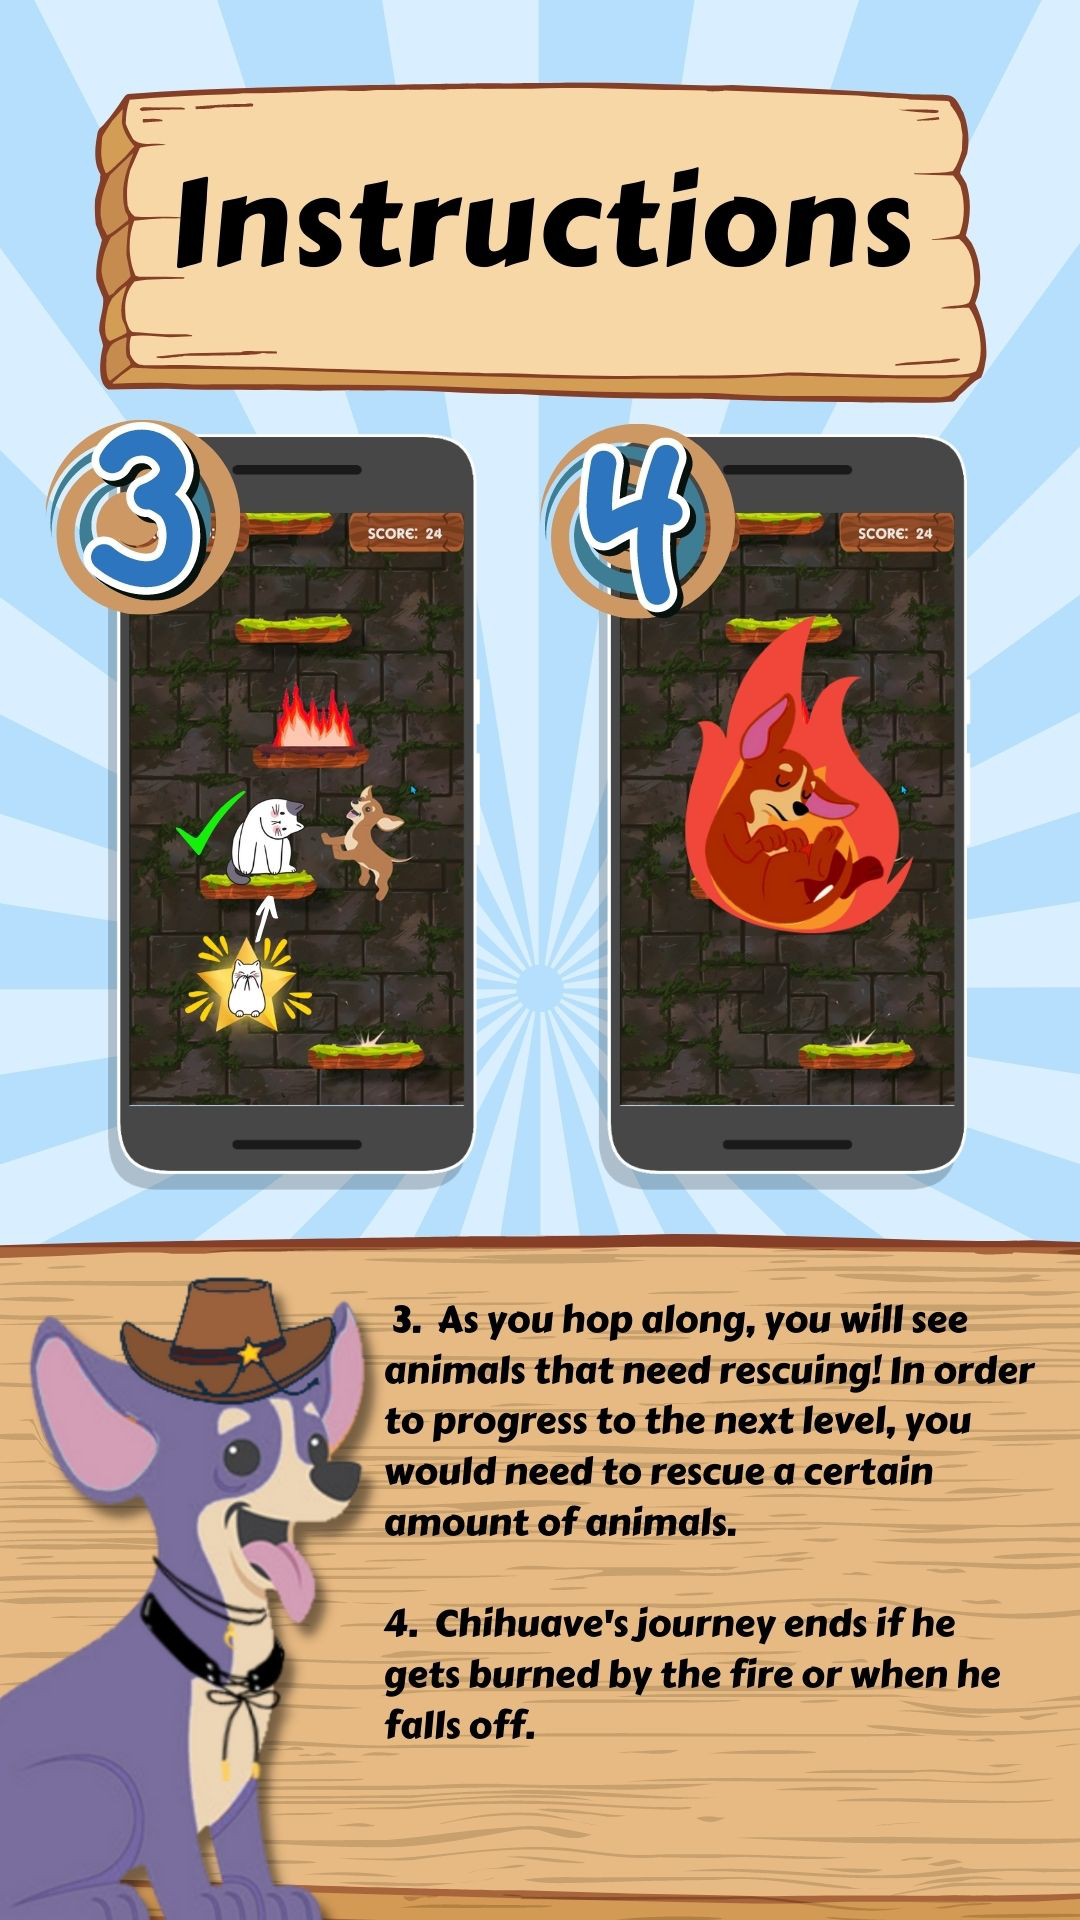 Instructions
3
4
SCORE: 24
SCORE: 24
3. As you hop along, you will see
animals that need rescuing! In order
to progress to the next level, you
would need to rescue a certain
amount of animals.
4. Chihuave's journey ends if he
gets burned by the fire or when he
falls off.